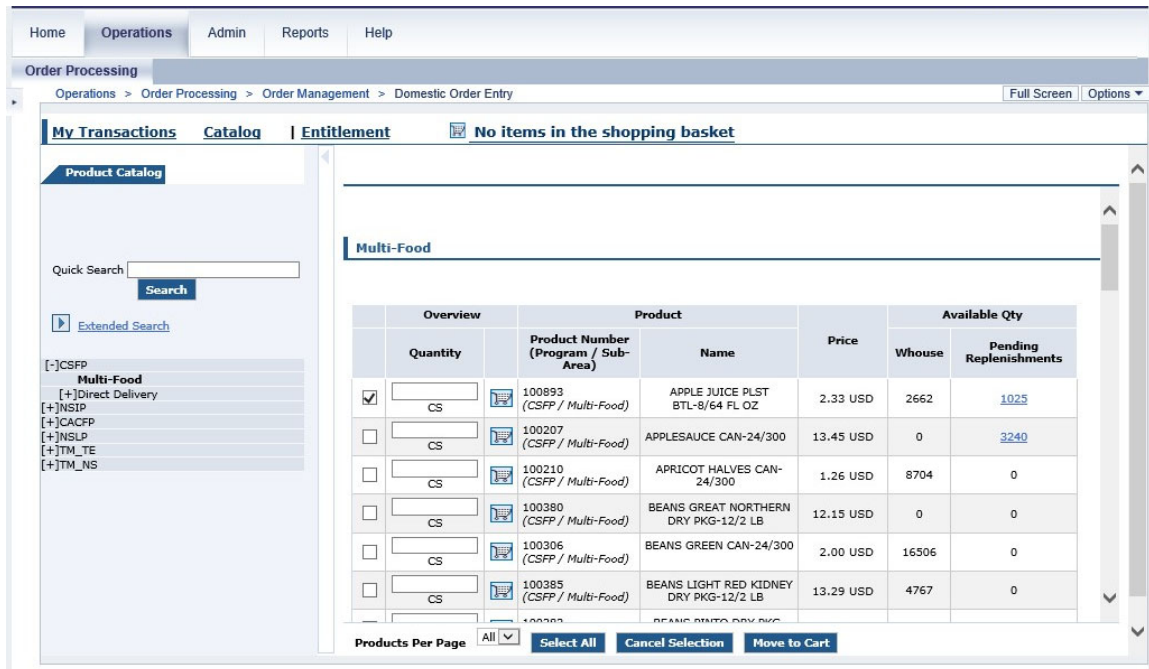 Home Operations Admin Reports Help
Order Processing
Operations > Order Processing > Order Management > Domestic Order Entry Full Screen Options
My Transactions Catalog | Entitlement No items in the shopping basket
Product Catalog
Quick Search
Search
Extended Search
[-]CSFP
Multi-Food
[+]Direct Delivery
[+]NSIP
[+]CACFP
[+]NSLP
[+]TM_TE
[+]TM_NS
Multi-Food
Overview Product Price Available Qty
Quantity Product Number (Program / Sub-Area) Name Whouse Pending Replenishments
CS 100893 (CSFP / Multi-Food) APPLE JUICE PLST BTL-8/64 FL OZ 2.33 USD 2662 1025
CS 100207 (CSFP / Multi-Food) APPLESAUCE CAN-24/300 13.45 USD 0 3240
CS 100210 (CSFP / Multi-Food) APRICOT HALVES CAN-24/300 1.26 USD 8704 0
CS 100380 (CSFP / Multi-Food) BEANS GREAT NORTHERN DRY PKG-12/2 LB 12.15 USD 0 0
CS 100306 (CSFP / Multi-Food) BEANS GREEN CAN-24/300 2.00 USD 16506 0
CS 100385 (CSFP / Multi-Food) BEANS LIGHT RED KIDNEY DRY PKG-12/2 LB 13.29 USD 4767 0
Products Per Page All Select All Cancel Selection Move to Cart